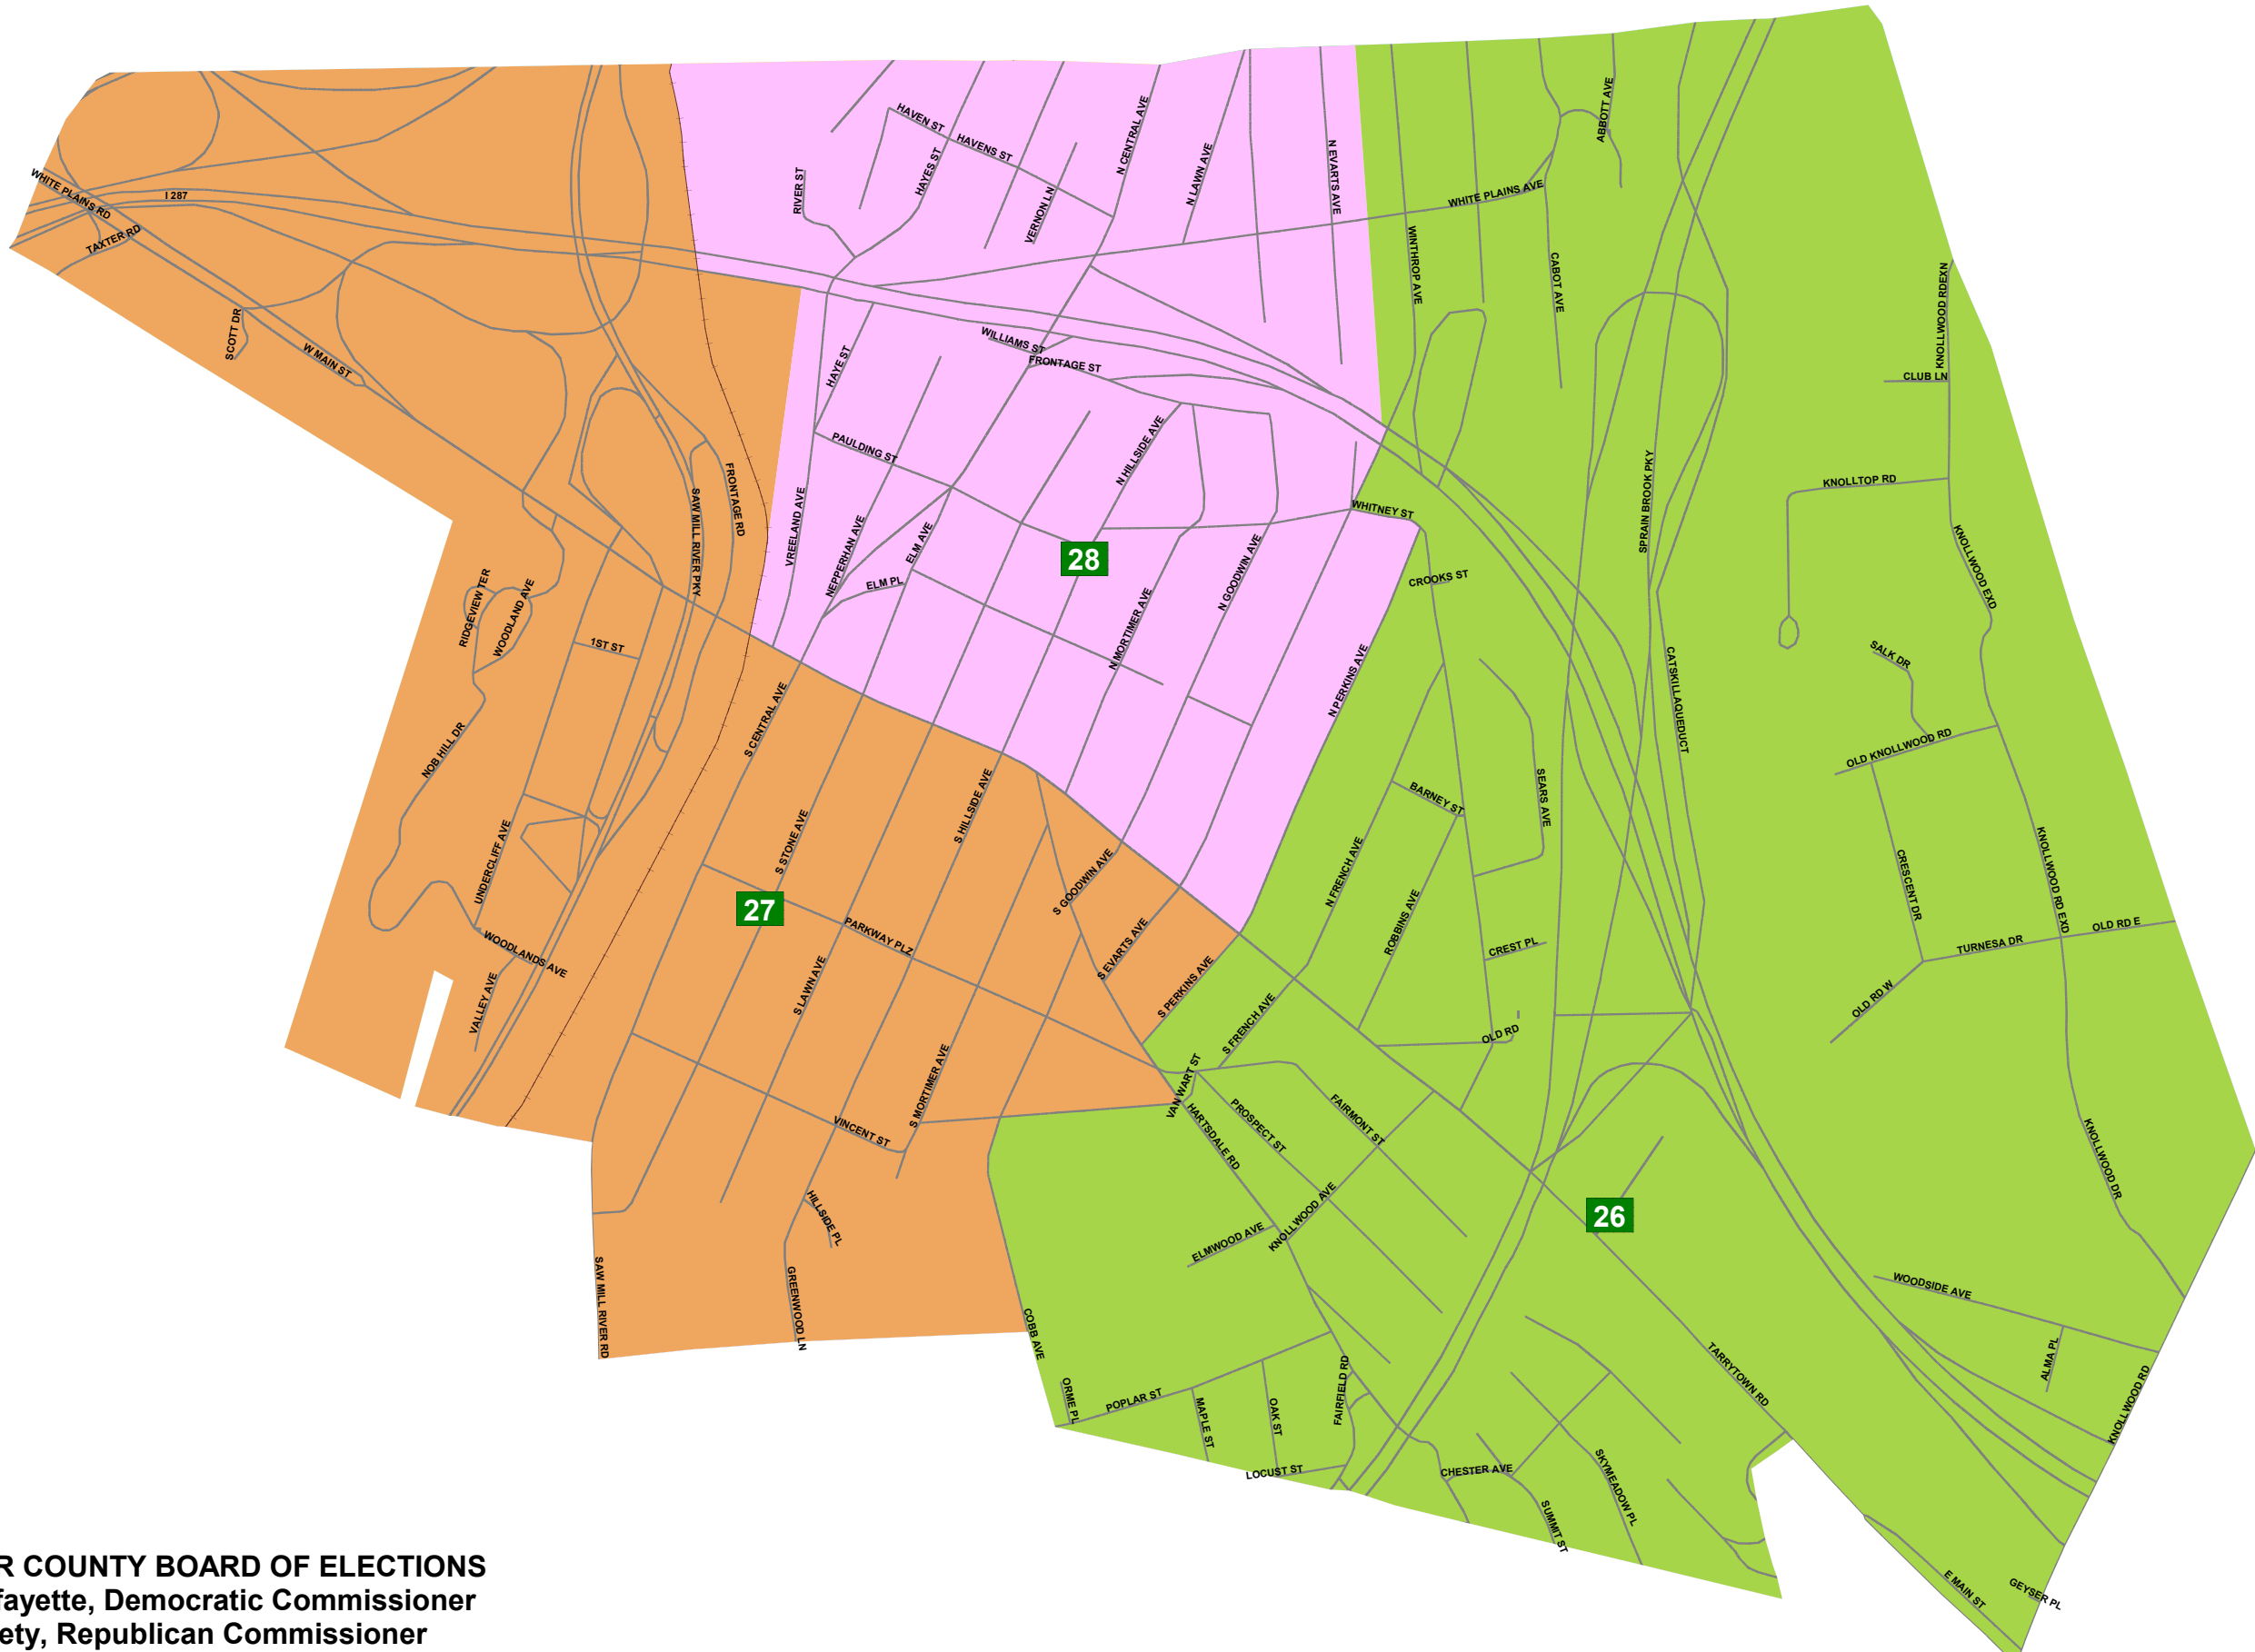 HAVEN ST
HAVENS ST
HAYES ST
RIVER ST
VERNON LN
N CENTRAL AVE
N LAWN AVE
N EVARTS AVE
WHITE PLAINS AVE
ABBOTT AVE
WHITE PLAINS RD
I 287
TAXTER RD
SCOTT DR
W MAIN ST
WINTHROP AVE
CABOT AVE
KNOLLWOOD RDEXN
CLUB LN
WILLIAMS ST
FRONTAGE ST
HAYE ST
PAULDING ST
N HILLSIDE AVE
FRONTAGE RD
SAW MILL RIVER PKY
VREELAND AVE
NEPPERHAN AVE
ELM AVE
ELM PL
28
WHITNEY ST
N GOODWIN AVE
CROOKS ST
SPRAIN BROOK PKY
KNOLLTOP RD
KNOLLWOOD EXD
RIDGEVIEW TER
WOODLAND AVE
1ST ST
N MORTIMER AVE
N PERKINS AVE
CATSKILLAQUEDUCT
SALK DR
OLD KNOLLWOOD RD
NOB HILL DR
S CENTRAL AVE
S STONE AVE
S HILLSIDE AVE
BARNEY ST
SEARS AVE
UNDERCLIFF AVE
S GOODWIN AVE
N FRENCH AVE
ROBBINS AVE
CRESCENT DR
KNOLLWOOD RD EXD
27
PARKWAY PLZ
WOODLANDS AVE
VALLEY AVE
S LAWN AVE
S EVARTS AVE
CREST PL
TURNESA DR
OLD RD E
S PERKINS AVE
S FRENCH AVE
OLD RD
OLD RD W
S MORTIMER AVE
VINCENT ST
VAN WART ST
HARTSDALE RD
PROSPECT ST
FAIRMONT ST
KNOLLWOOD DR
HILLSIDE PL
ELMWOOD AVE
KNOLLWOOD AVE
26
SAW MILL RIVER RD
GREENWOOD LN
COBB AVE
WOODSIDE AVE
ALMA PL
ORME PL
POPLAR ST
MAPLE ST
OAK ST
FAIRFIELD RD
TARRYTOWN RD
KNOLLWOOD RD
LOCUST ST
CHESTER AVE
SUMMIT ST
SKYMEADOW PL
E MAIN ST
GEYSER PL
R COUNTY BOARD OF ELECTIONS
fayette, Democratic Commissioner
ety, Republican Commissioner